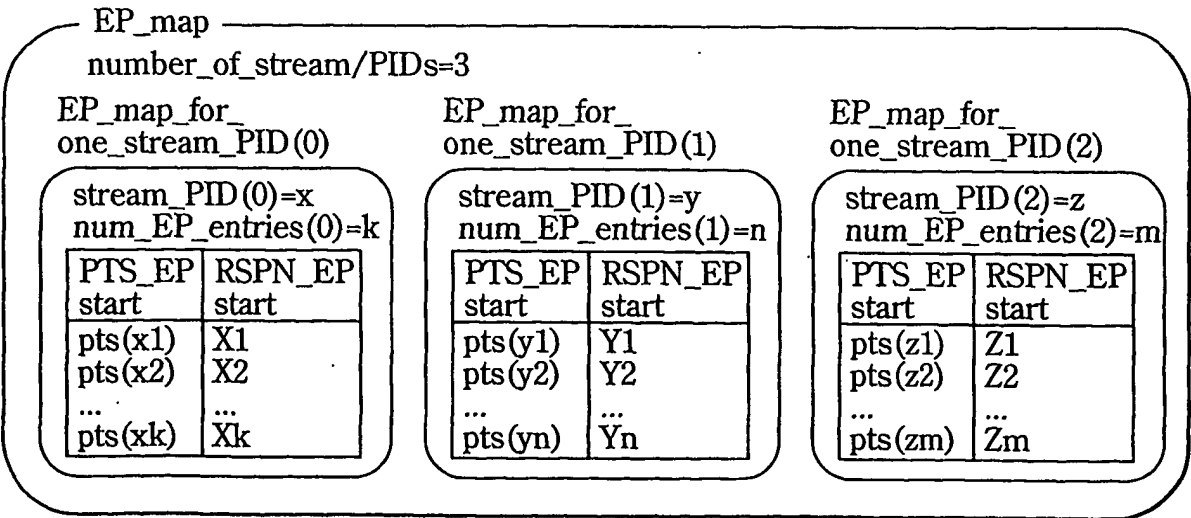 EP_map
number_of_stream/PIDs=3
EP_map_for_
one_stream_PID(0)
stream_PID(0)=x
num_EP_entries(0)=k
PTS_EP RSPN_EP
start start
pts(x1) X1
pts(x2) X2
... ...
pts(xk) Xk
EP_map_for_
one_stream_PID(1)
stream_PID(1)=y
num_EP_entries(1)=n
PTS_EP RSPN_EP
start start
pts(y1) Y1
pts(y2) Y2
... ...
pts(yn) Yn
EP_map_for_
one_stream_PID(2)
stream_PID(2)=z
num_EP_entries(2)=m
PTS_EP RSPN_EP
start start
pts(z1) Z1
pts(z2) Z2
... ...
pts(zm) Zm